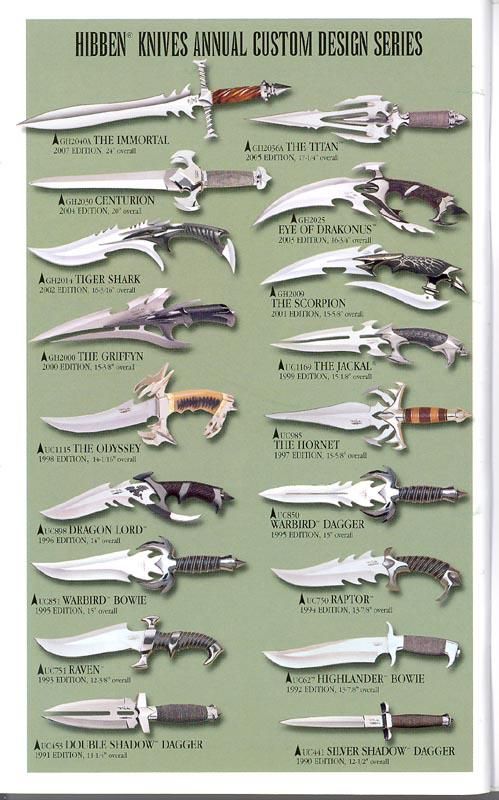 HIBBEN® KNIVES ANNUAL CUSTOM DESIGN SERIES
GH2040A THE IMMORTAL
2007 EDITION, 24" overall
GH2036A THE TITAN™
2005 EDITION, 17-1/4" overall
GH2030 CENTURION
2004 EDITION, 20" overall
GH2025
EYE OF DRAKONUS™
2003 EDITION, 16-3/4" overall
GH2014 TIGER SHARK
2002 EDITION, 16-3/16" overall
GH2009
THE SCORPION
2001 EDITION, 15-5/8" overall
GH2000 THE GRIFFYN
2000 EDITION, 15-3/8" overall
UC1169 THE JACKAL®
1999 EDITION, 15-1/8" overall
UC1115 THE ODYSSEY
1998 EDITION, 14-1/16" overall
UC985
THE HORNET
1997 EDITION, 15-5/8" overall
UC898 DRAGON LORD™
1996 EDITION, 14" overall
UC850
WARBIRD™ DAGGER
1995 EDITION, 15" overall
UC851 WARBIRD™ BOWIE
1995 EDITION, 15" overall
UC750 RAPTOR™
1994 EDITION, 13-7/8" overall
UC751 RAVEN™
1993 EDITION, 12-3/8" overall
UC627 HIGHLANDER™ BOWIE
1992 EDITION, 13-7/8" overall
UC453 DOUBLE SHADOW™ DAGGER
1991 EDITION, 11-1/4" overall
UC441 SILVER SHADOW™ DAGGER
1990 EDITION, 12-1/2" overall